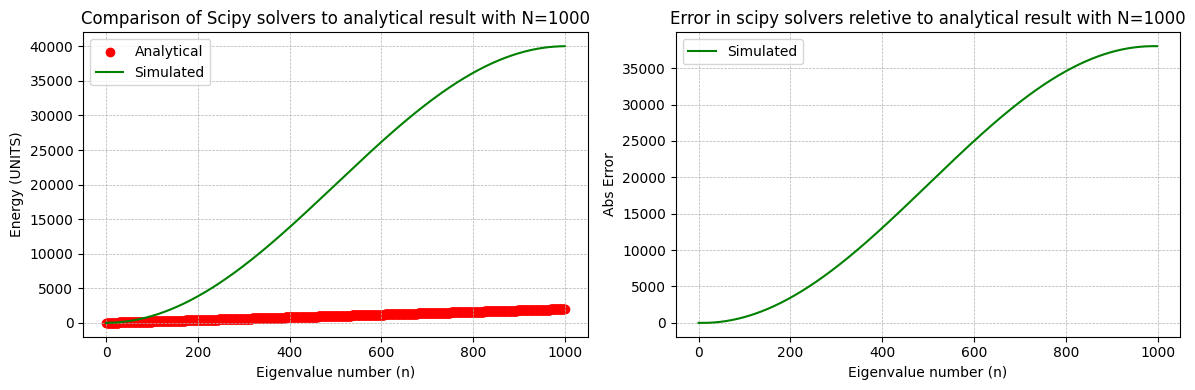 Comparison of Scipy solvers to analytical result with N=1000
Energy (UNITS)
40000
35000
30000
25000
20000
15000
10000
5000
0
Analytical
Simulated
0 200 400 600 800 1000
Eigenvalue number (n)
Error in scipy solvers reletive to analytical result with N=1000
Abs Error
35000
30000
25000
20000
15000
10000
5000
0
Simulated
0 200 400 600 800 1000
Eigenvalue number (n)